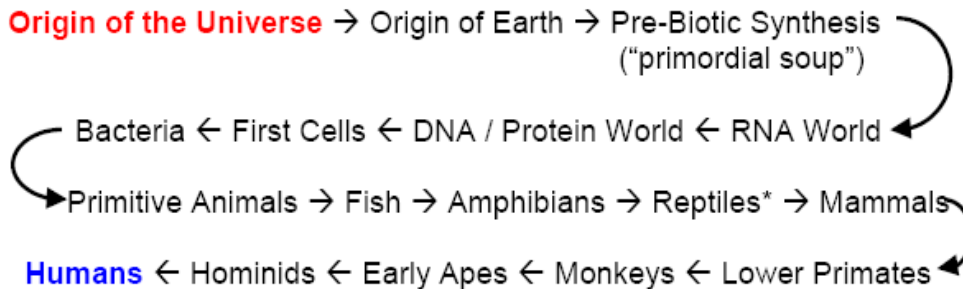 Origin of the Universe → Origin of Earth → Pre-Biotic Synthesis
(“primordial soup”)
Bacteria ← First Cells ← DNA / Protein World ← RNA World
Primitive Animals → Fish → Amphibians → Reptiles* → Mammals
Humans ← Hominids ← Early Apes ← Monkeys ← Lower Primates